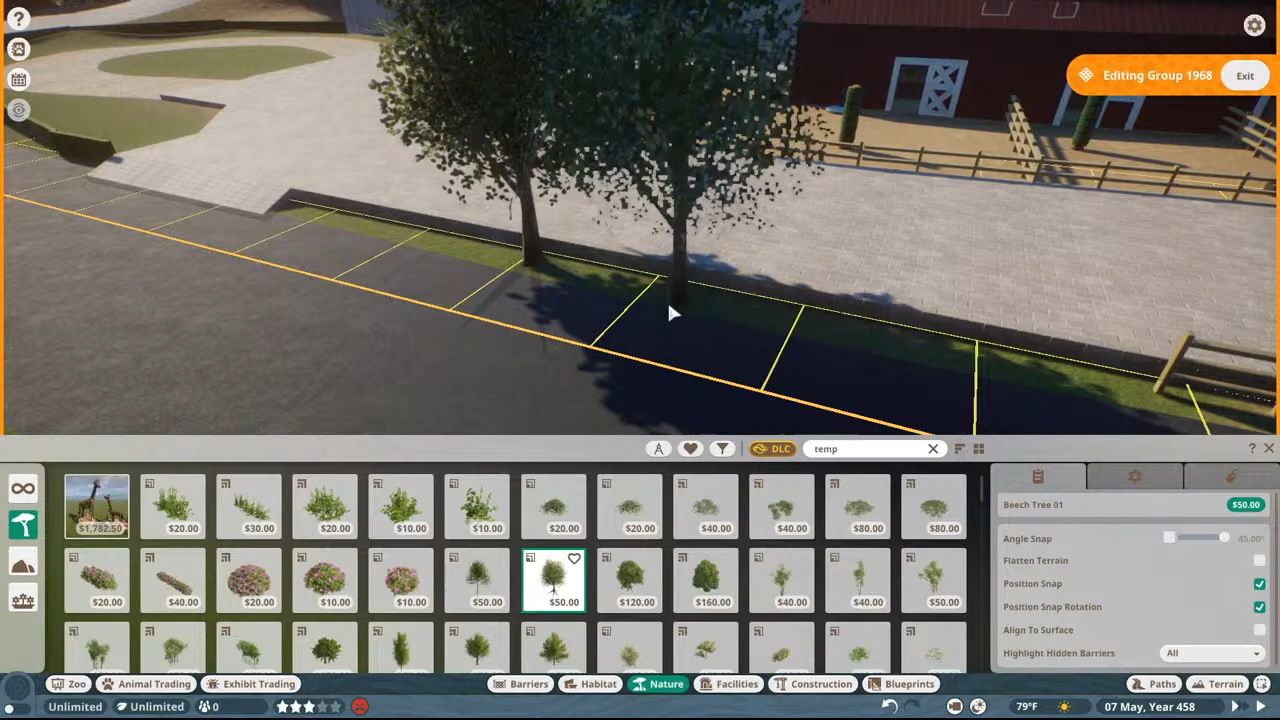 ?
Editing Group 1968 Exit
DLC temp ? 
$1,782.50 $20.00 $30.00 $20.00 $10.00 $10.00 $20.00 $20.00 $40.00 $40.00 $80.00 $80.00
$20.00 $40.00 $20.00 $10.00 $10.00 $50.00 $50.00 $120.00 $160.00 $40.00 $40.00 $50.00
Beech Tree 01 $50.00
Angle Snap 45.00°
Flatten Terrain
Position Snap
Position Snap Rotation
Align To Surface
Highlight Hidden Barriers All
Zoo Animal Trading Exhibit Trading Barriers Habitat Nature Facilities Construction Blueprints Paths Terrain
Unlimited Unlimited 0 79°F 07 May, Year 458